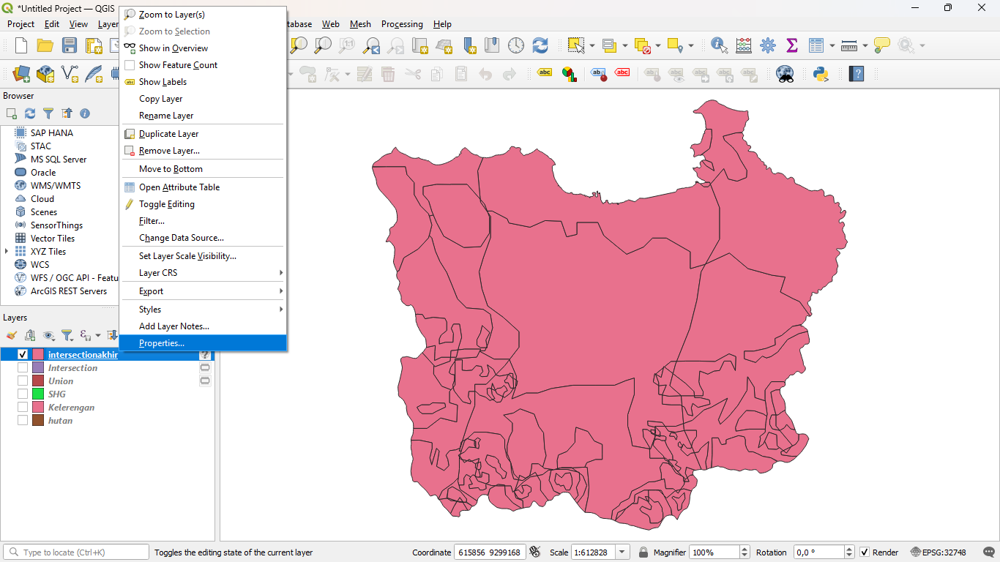 *Untitled Project — QGIS
Project Edit View Layer tabase Web Mesh Processing Help
Zoom to Layer(s)
Zoom to Selection
Show in Overview
Show Feature Count
Show Labels
Copy Layer
Rename Layer
Duplicate Layer
Remove Layer...
Move to Bottom
Open Attribute Table
Toggle Editing
Filter...
Change Data Source...
Set Layer Scale Visibility...
Layer CRS
Export
Styles
Add Layer Notes...
Properties...
1:1
abc
abc
abc
Browser
SAP HANA
STAC
MS SQL Server
Oracle
WMS/WMTS
Cloud
Scenes
SensorThings
Vector Tiles
XYZ Tiles
WCS
WFS / OGC API - Featu
ArcGIS REST Servers
Layers
intersectionakhir ?
Intersection
Union
SHG
Kelerengan
hutan
Type to locate (Ctrl+K) Toggles the editing state of the current layer Coordinate 615856 9299168 Scale 1:612828 Magnifier 100% Rotation 0,0 ° Render EPSG:32748